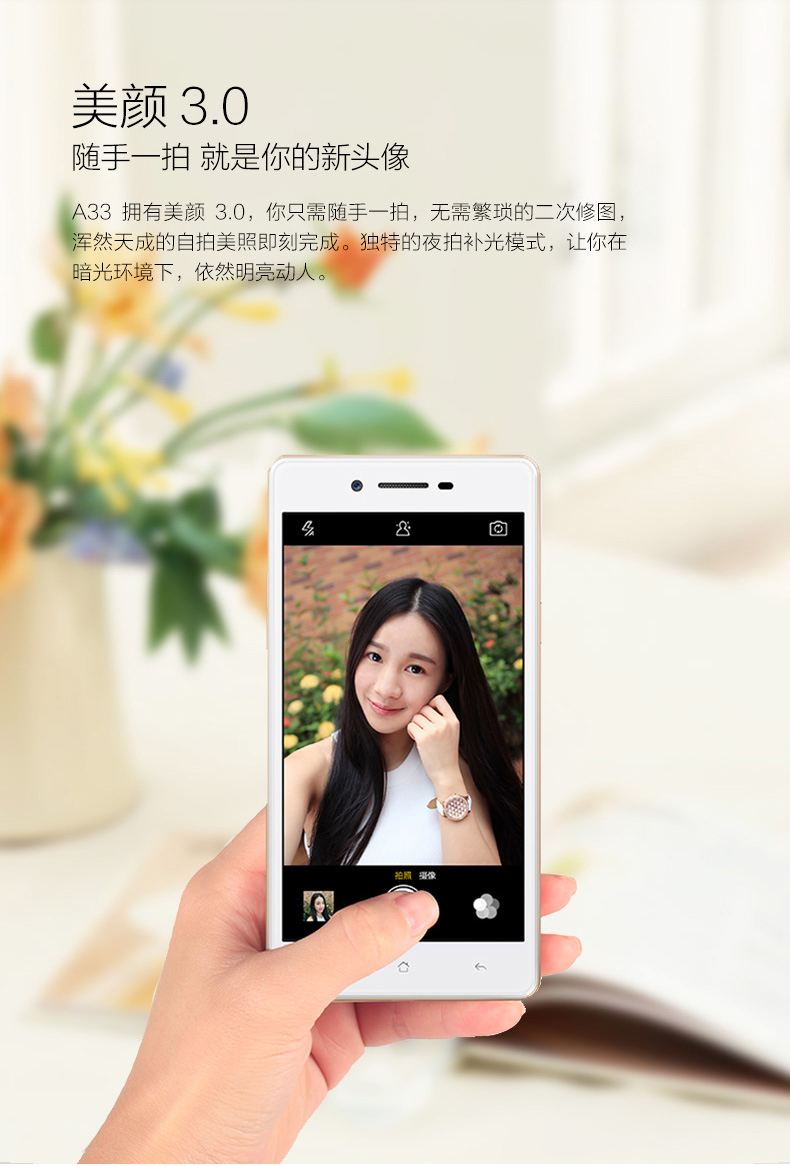 美颜 3.0
随手一拍 就是你的新头像
A33 拥有美颜 3.0，你只需随手一拍，无需繁琐的二次修图，
浑然天成的自拍美照即刻完成。独特的夜拍补光模式，让你在
暗光环境下，依然明亮动人。
拍照 摄像